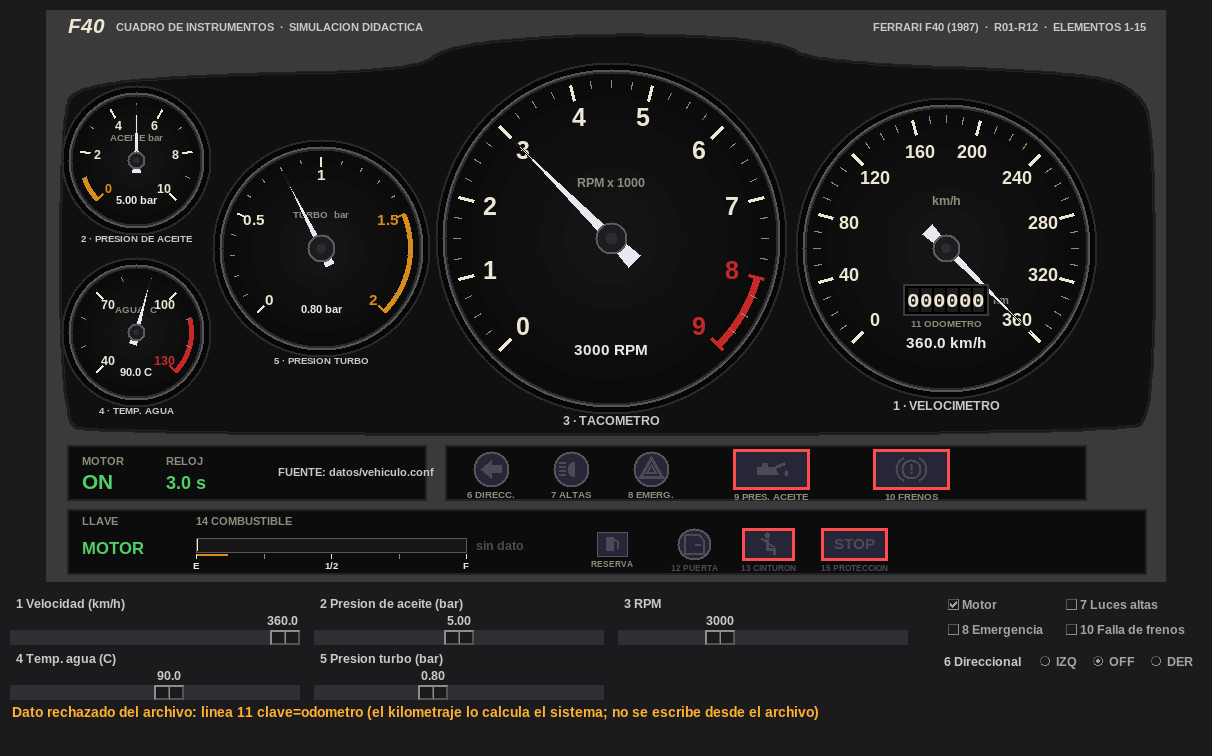 F40 CUADRO DE INSTRUMENTOS · SIMULACION DIDACTICA
FERRARI F40 (1987) · R01-R12 · ELEMENTOS 1-15
4 6
ACEITE bar
2 8
0 10
5.00 bar
2 · PRESION DE ACEITE
70 100
AGUA C
40 130
90.0 C
4 · TEMP. AGUA
1
TURBO bar
0.5 1.5
0 2
0.80 bar
5 · PRESION TURBO
4 5
3 6
RPM x 1000
2 7
1 8
0 9
3000 RPM
3 · TACOMETRO
160 200
120 240
km/h
80 280
40 320
000000 km
0 360
11 ODOMETRO
360.0 km/h
1 · VELOCIMETRO
MOTOR RELOJ
ON 3.0 s
FUENTE: datos/vehiculo.conf
6 DIRECC. 7 ALTAS 8 EMERG. 9 PRES. ACEITE 10 FRENOS
LLAVE
MOTOR
14 COMBUSTIBLE
sin dato
E 1/2 F
RESERVA
12 PUERTA
13 CINTURON
STOP
15 PROTECCION
1 Velocidad (km/h) 2 Presion de aceite (bar) 3 RPM
360.0 5.00 3000
4 Temp. agua (C) 5 Presion turbo (bar)
90.0 0.80
Motor 7 Luces altas
8 Emergencia 10 Falla de frenos
6 Direccional IZQ OFF DER
Dato rechazado del archivo: linea 11 clave=odometro (el kilometraje lo calcula el sistema; no se escribe desde el archivo)